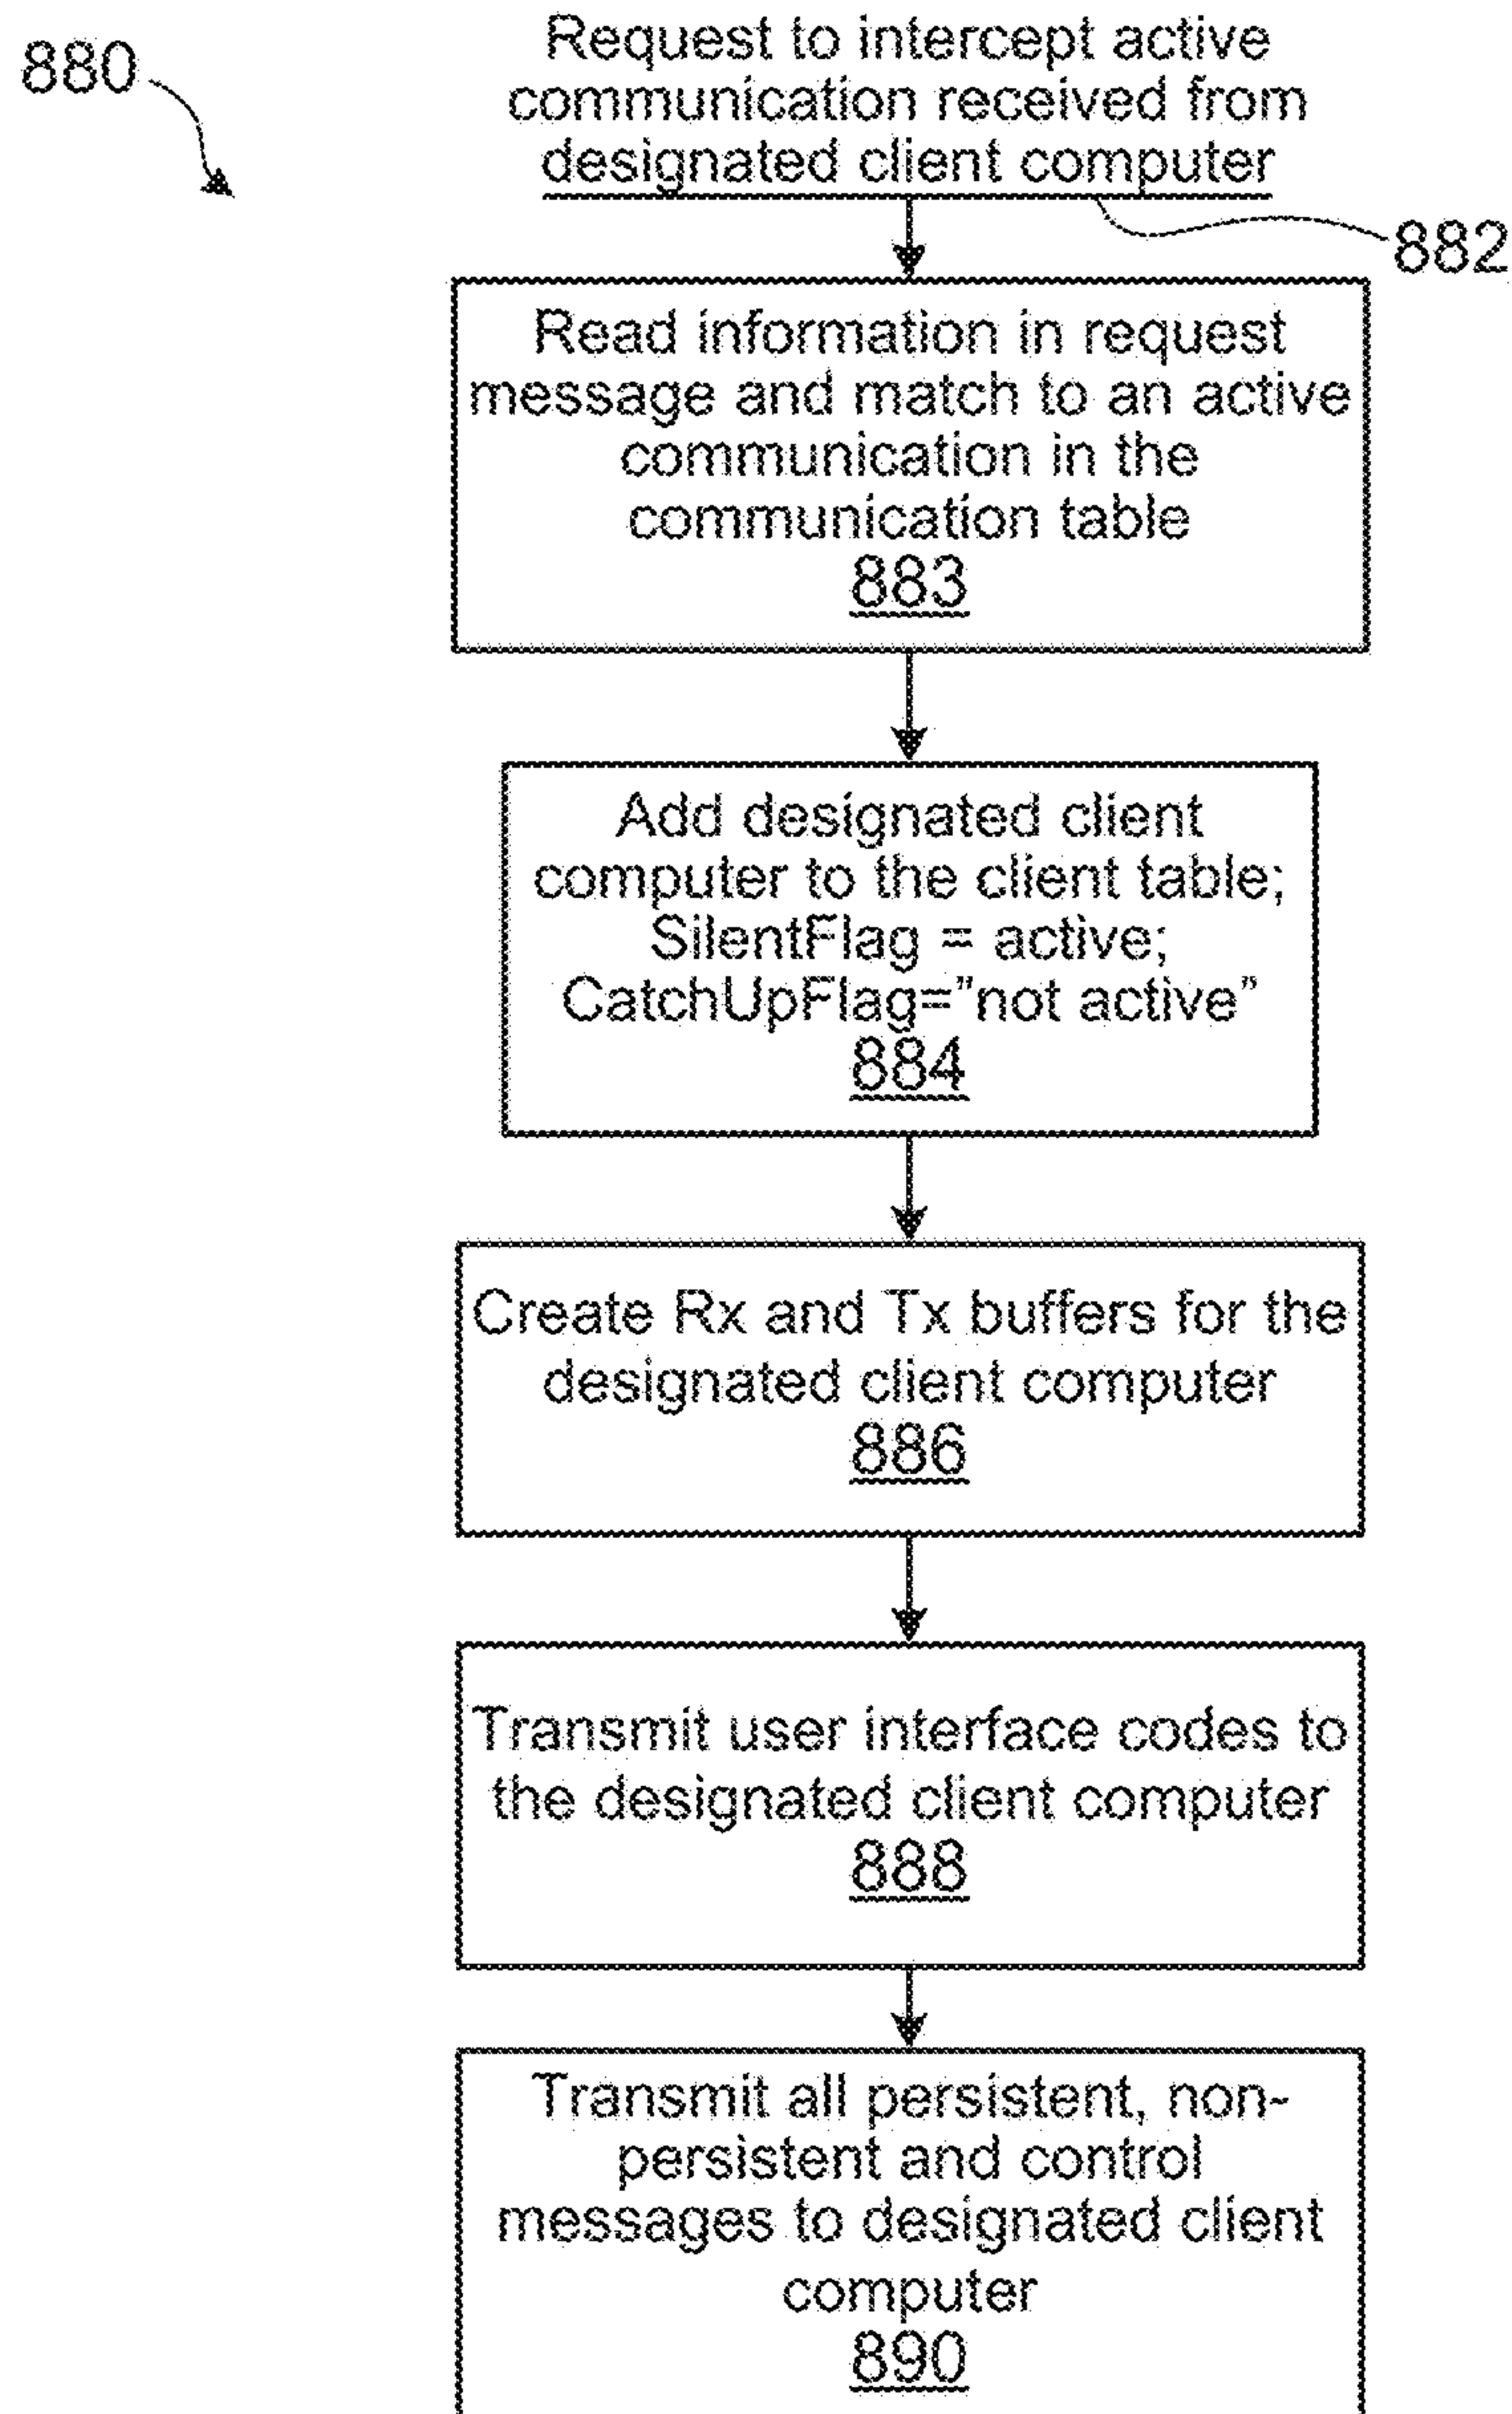 880
Request to intercept active
communication received from
designated client computer
882
Read information in request
message and match to an active
communication in the
communication table
883
Add designated client
computer to the client table;
SilentFlag = active;
CatchUpFlag=”not active”
884
Create Rx and Tx buffers for the
designated client computer
886
Transmit user interface codes to
the designated client computer
888
Transmit all persistent, non-
persistent and control
messages to designated client
computer
890